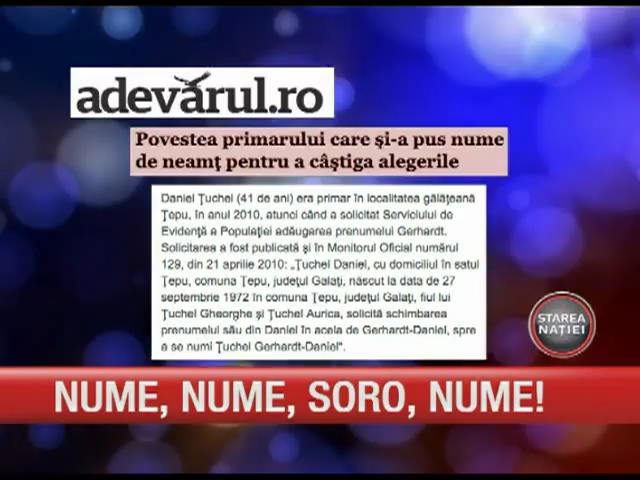 adevărul.ro
Povestea primarului care şi-a pus nume
de neamţ pentru a câştiga alegerile
Daniel Ţuchel (41 de ani) era primar în localitatea gălăţeană
Ţepu, în anul 2010, atunci când a solicitat Serviciului de
Evidenţă a Populaţiei adăugarea prenumelui Gerhardt.
Solicitarea a fost publicată şi în Monitorul Oficial numărul
129, din 21 aprilie 2010: „Ţuchel Daniel, cu domiciliul în satul
Ţepu, comuna Ţepu, judeţul Galaţi, născut la data de 27
septembrie 1972 în comuna Ţepu, judeţul Galaţi, fiul lui
Ţuchel Gheorghe şi Ţuchel Aurica, solicită schimbarea
prenumelui său din Daniel în acela de Gerhardt-Daniel, spre
a se numi Ţuchel Gerhardt-Daniel“.
STAREA
NAŢIEI
NUME, NUME, SORO, NUME!